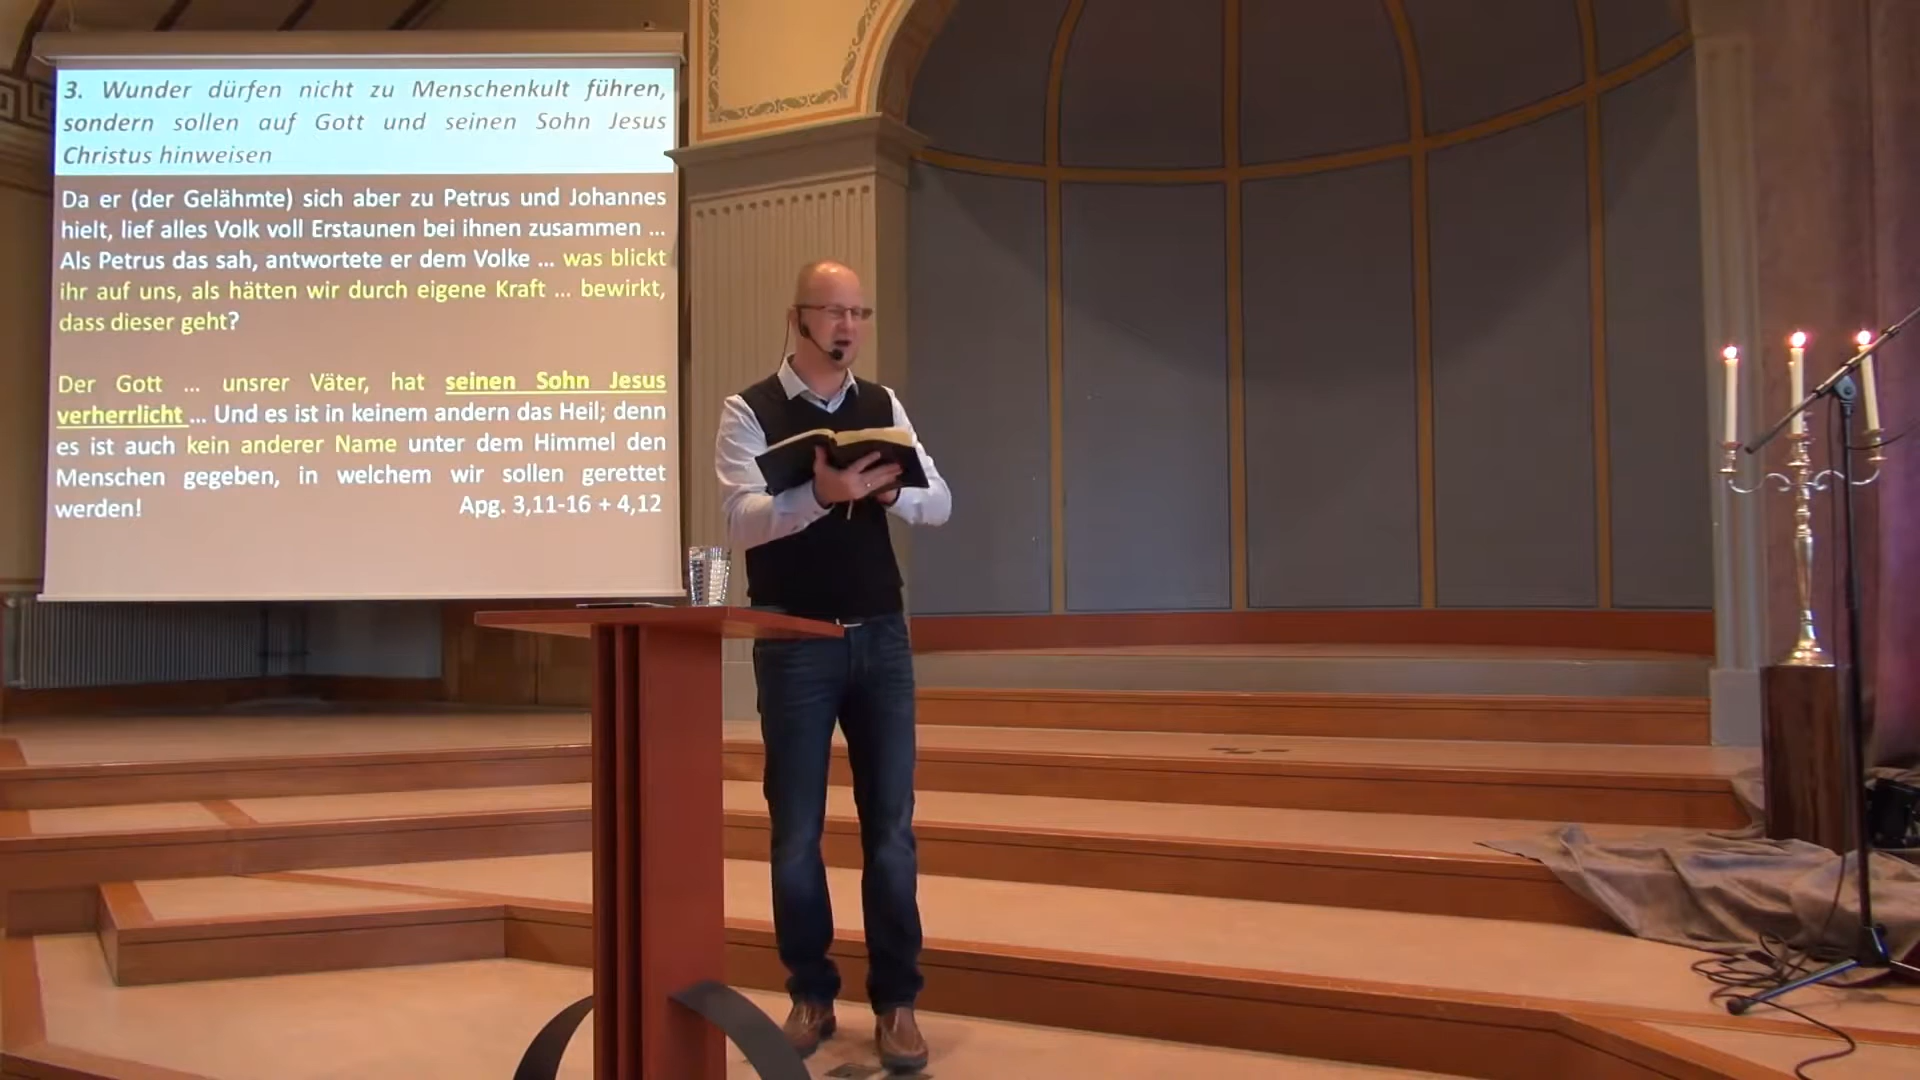 3. Wunder dürfen nicht zu Menschenkult führen,
sondern sollen auf Gott und seinen Sohn Jesus
Christus hinweisen
Da er (der Gelähmte) sich aber zu Petrus und Johannes
hielt, lief alles Volk voll Erstaunen bei ihnen zusammen ...
Als Petrus das sah, antwortete er dem Volke ... was blickt
ihr auf uns, als hätten wir durch eigene Kraft ... bewirkt,
dass dieser geht?
Der Gott ... unsrer Väter, hat seinen Sohn Jesus
verherrlicht ... Und es ist in keinem andern das Heil; denn
es ist auch kein anderer Name unter dem Himmel den
Menschen gegeben, in welchem wir sollen gerettet
werden! Apg. 3,11-16 + 4,12